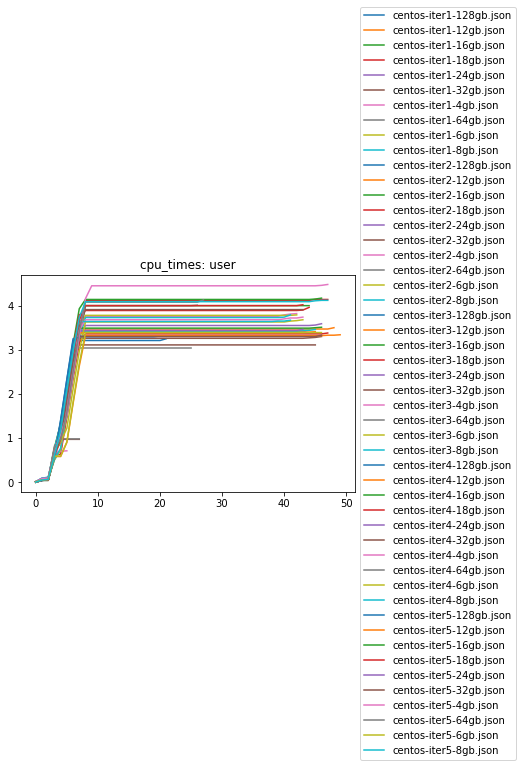 cpu_times: user
4
3
2
1
0
0
10
20
30
40
50
centos-iter1-128gb.json
centos-iter1-12gb.json
centos-iter1-16gb.json
centos-iter1-18gb.json
centos-iter1-24gb.json
centos-iter1-32gb.json
centos-iter1-4gb.json
centos-iter1-64gb.json
centos-iter1-6gb.json
centos-iter1-8gb.json
centos-iter2-128gb.json
centos-iter2-12gb.json
centos-iter2-16gb.json
centos-iter2-18gb.json
centos-iter2-24gb.json
centos-iter2-32gb.json
centos-iter2-4gb.json
centos-iter2-64gb.json
centos-iter2-6gb.json
centos-iter2-8gb.json
centos-iter3-128gb.json
centos-iter3-12gb.json
centos-iter3-16gb.json
centos-iter3-18gb.json
centos-iter3-24gb.json
centos-iter3-32gb.json
centos-iter3-4gb.json
centos-iter3-64gb.json
centos-iter3-6gb.json
centos-iter3-8gb.json
centos-iter4-128gb.json
centos-iter4-12gb.json
centos-iter4-16gb.json
centos-iter4-18gb.json
centos-iter4-24gb.json
centos-iter4-32gb.json
centos-iter4-4gb.json
centos-iter4-64gb.json
centos-iter4-6gb.json
centos-iter4-8gb.json
centos-iter5-128gb.json
centos-iter5-12gb.json
centos-iter5-16gb.json
centos-iter5-18gb.json
centos-iter5-24gb.json
centos-iter5-32gb.json
centos-iter5-4gb.json
centos-iter5-64gb.json
centos-iter5-6gb.json
centos-iter5-8gb.json